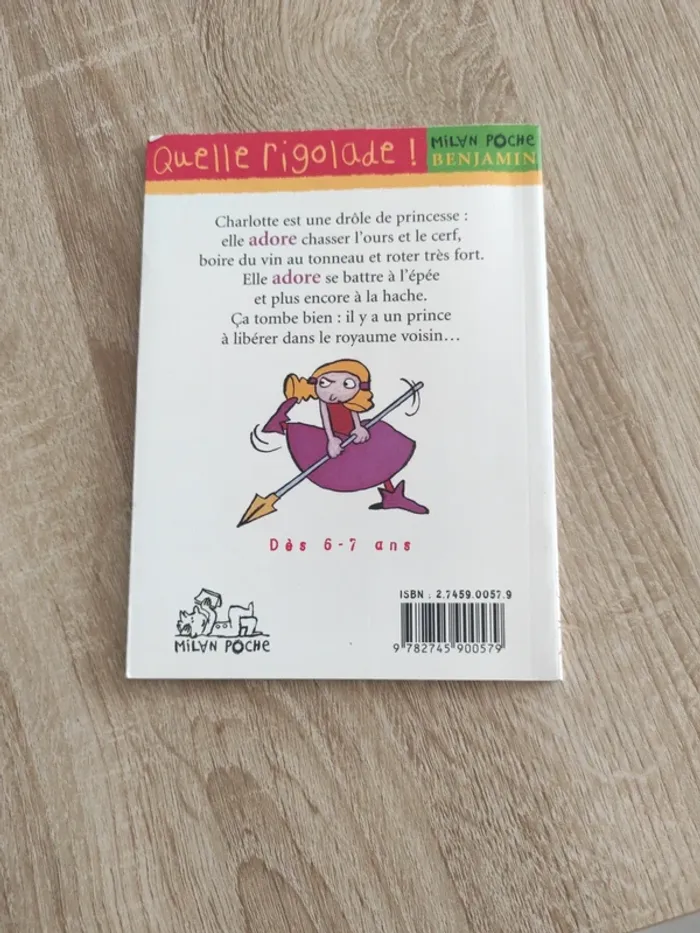 Quelle rigolade !
MiLAN POCHE
BENJAMIN
Charlotte est une drôle de princesse :
elle adore chasser l'ours et le cerf,
boire du vin au tonneau et roter très fort.
Elle adore se battre à l'épée
et plus encore à la hache.
Ça tombe bien : il y a un prince
à libérer dans le royaume voisin…
Dès 6-7 ans
MiLAN POCHE
ISBN : 2.7459.0057.9
9 782745 900579